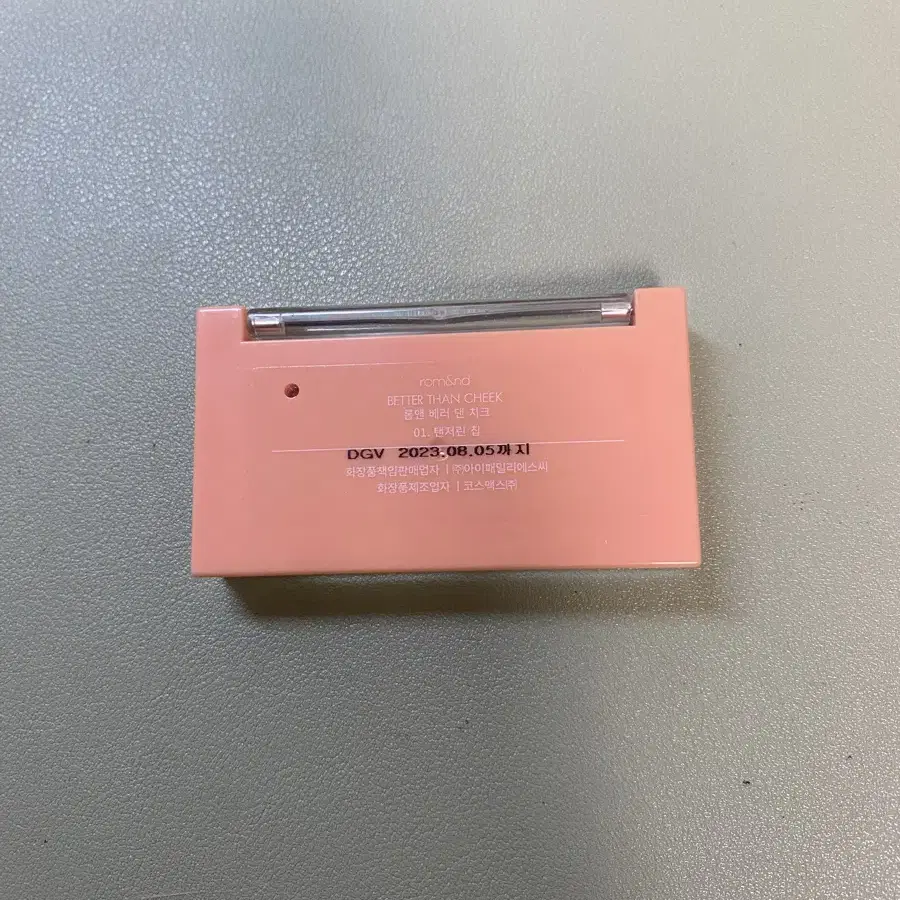 rom&nd
BETTER THAN CHEEK
롬앤 베러 댄 치크
01. 탠저린 칩
DGV 2023.08.05까지
화장품책임판매업자 | ㈜아이패밀리에스씨
화장품제조업자 | 코스맥스㈜